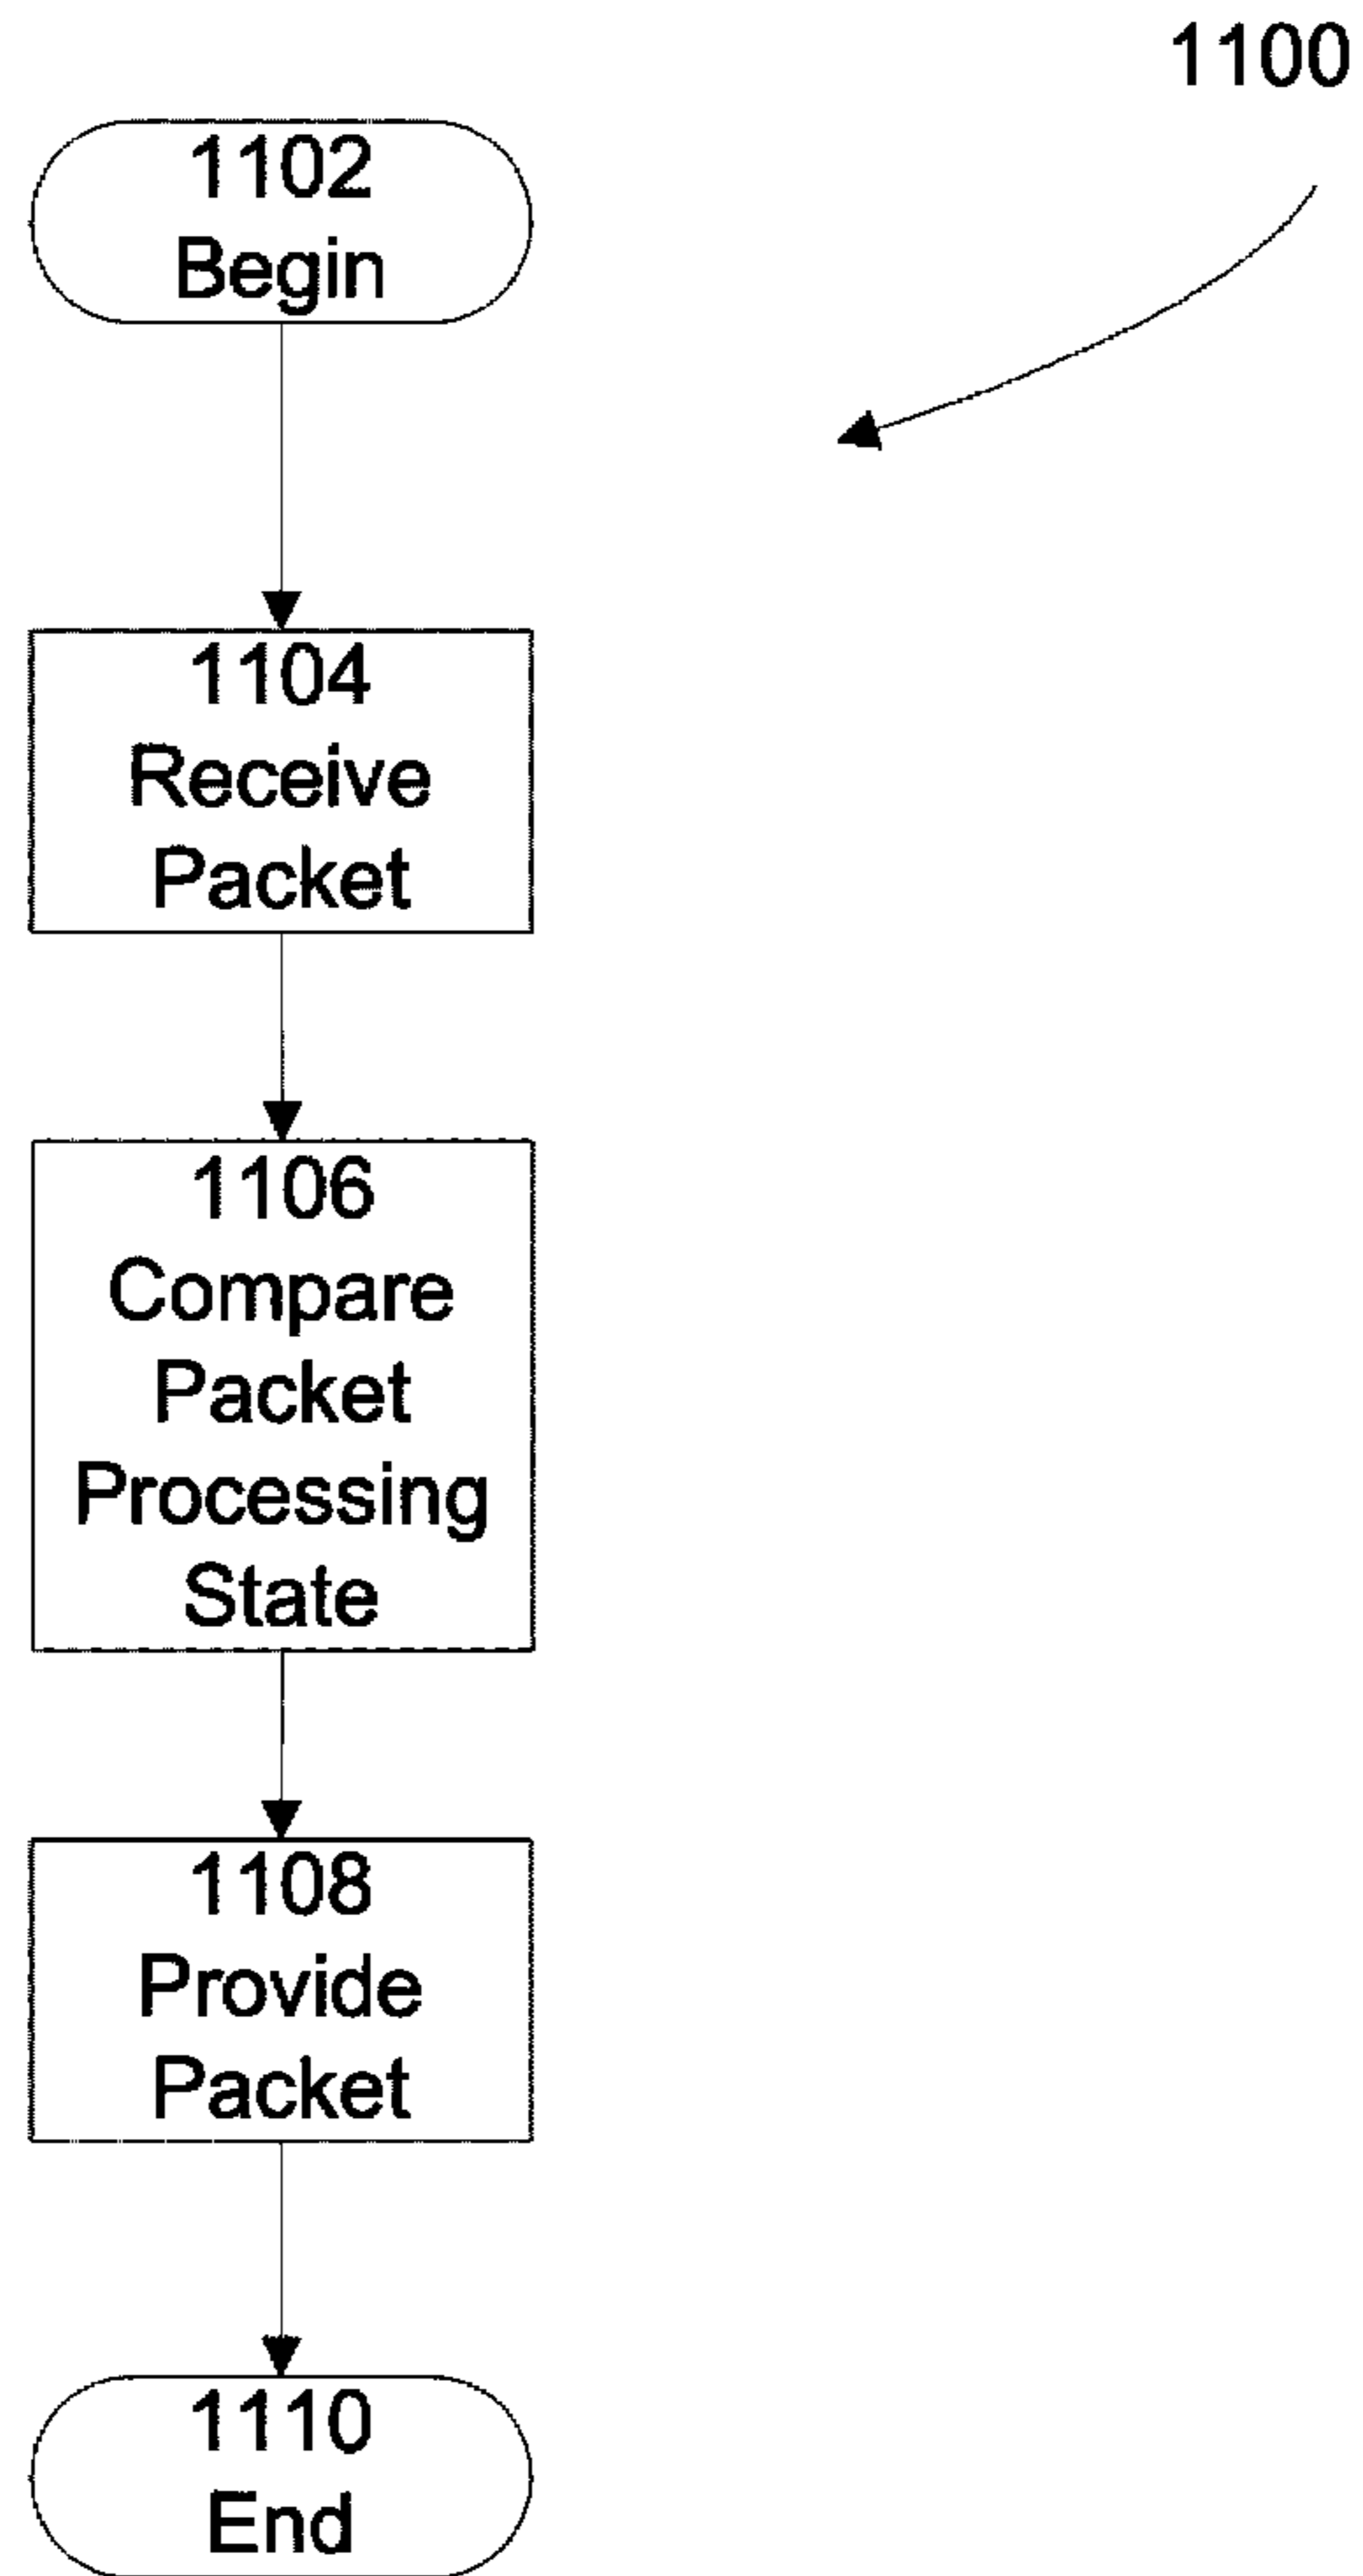 1100
1102
Begin
1104
Receive
Packet
1106
Compare
Packet
Processing
State
1108
Provide
Packet
1110
End